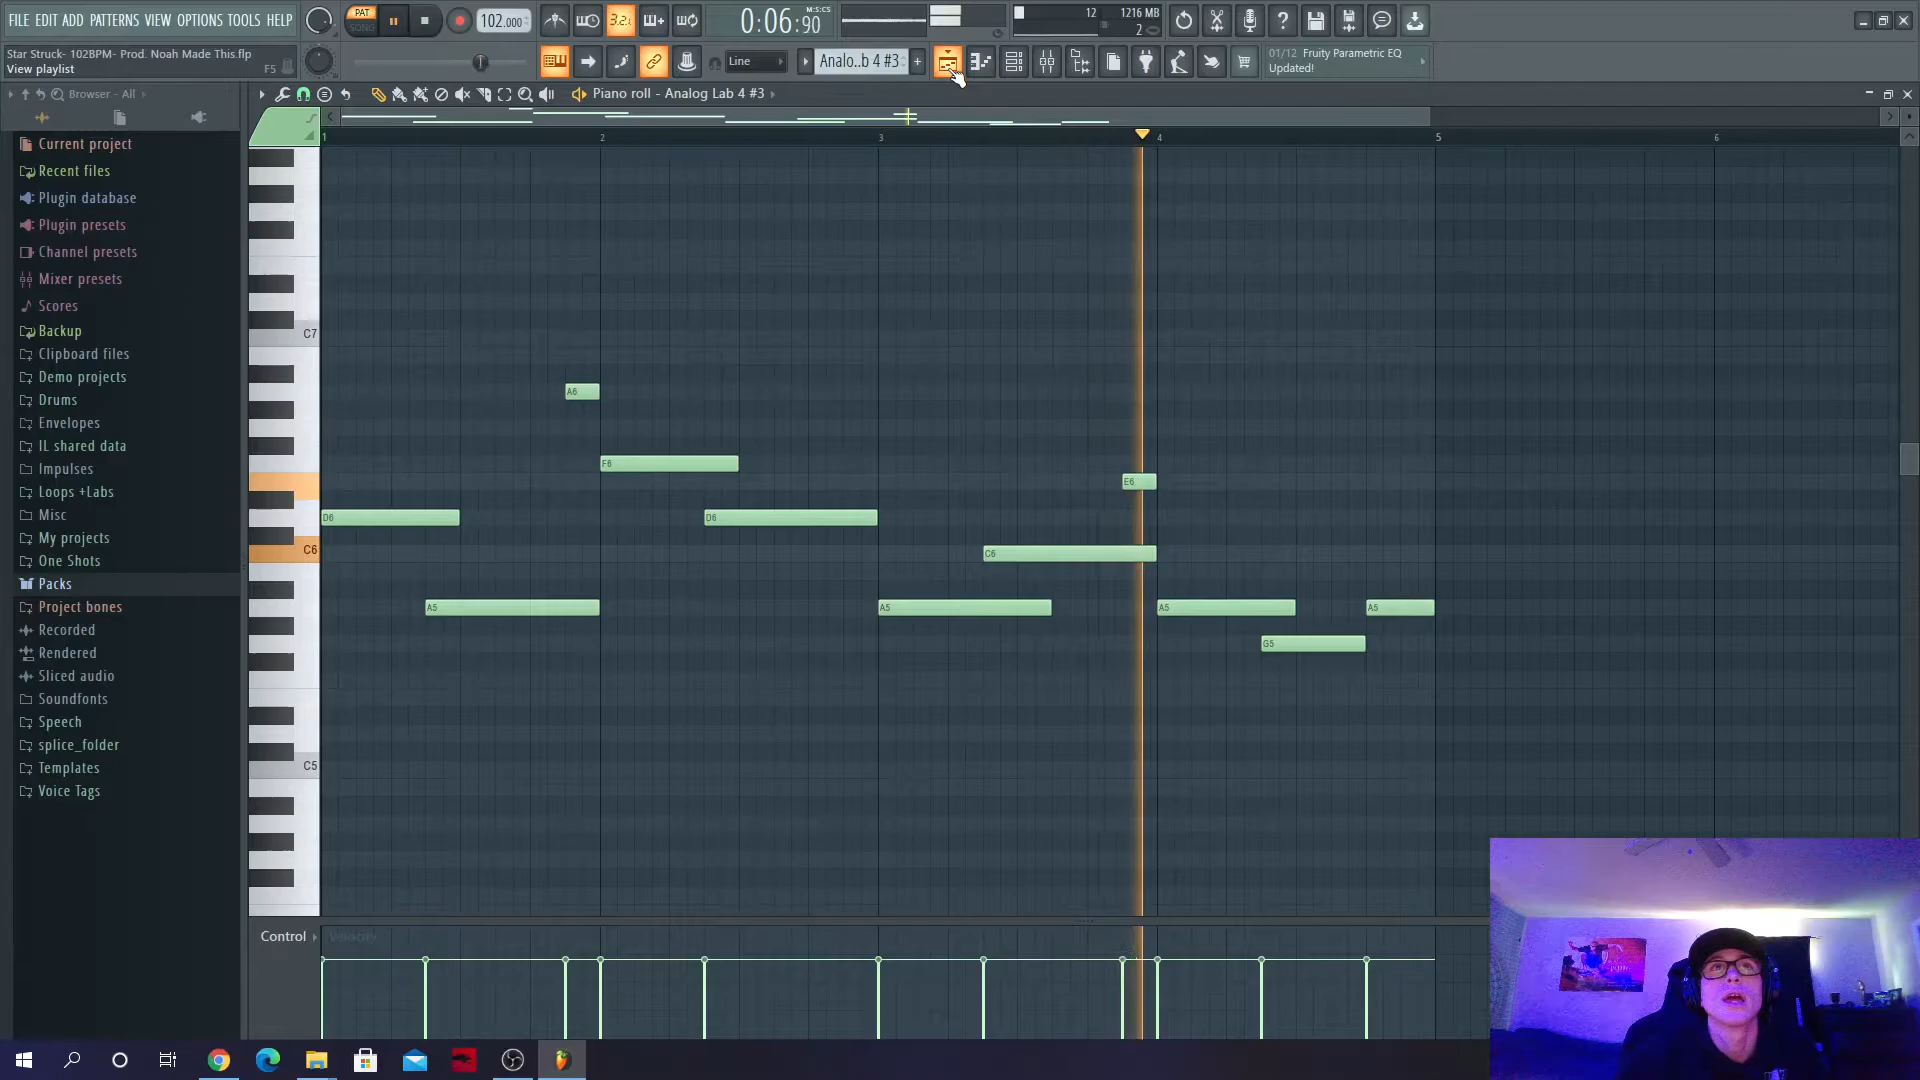 FILE EDIT ADD PATTERNS VIEW OPTIONS TOOLS HELP
PAT
SONG
102.000
3.2.
0:06:90
M:S:CS
12
1216 MB
2
Star Struck- 102BPM- Prod. Noah Made This.flp
View playlist
F5
Line
Analo..b 4 #3
01/12 Fruity Parametric EQ
Updated!
Browser - All
Piano roll - Analog Lab 4 #3
Current project
Recent files
Plugin database
Plugin presets
Channel presets
Mixer presets
Scores
Backup
Clipboard files
Demo projects
Drums
Envelopes
IL shared data
Impulses
Loops +Labs
Misc
My projects
One Shots
Packs
Project bones
Recorded
Rendered
Sliced audio
Soundfonts
Speech
splice_folder
Templates
Voice Tags
1 2 3 4 5 6
C7
A6
F6
E6
D6
D6
C6
C6
A5
A5
A5
A5
G5
C5
Control
Velocity